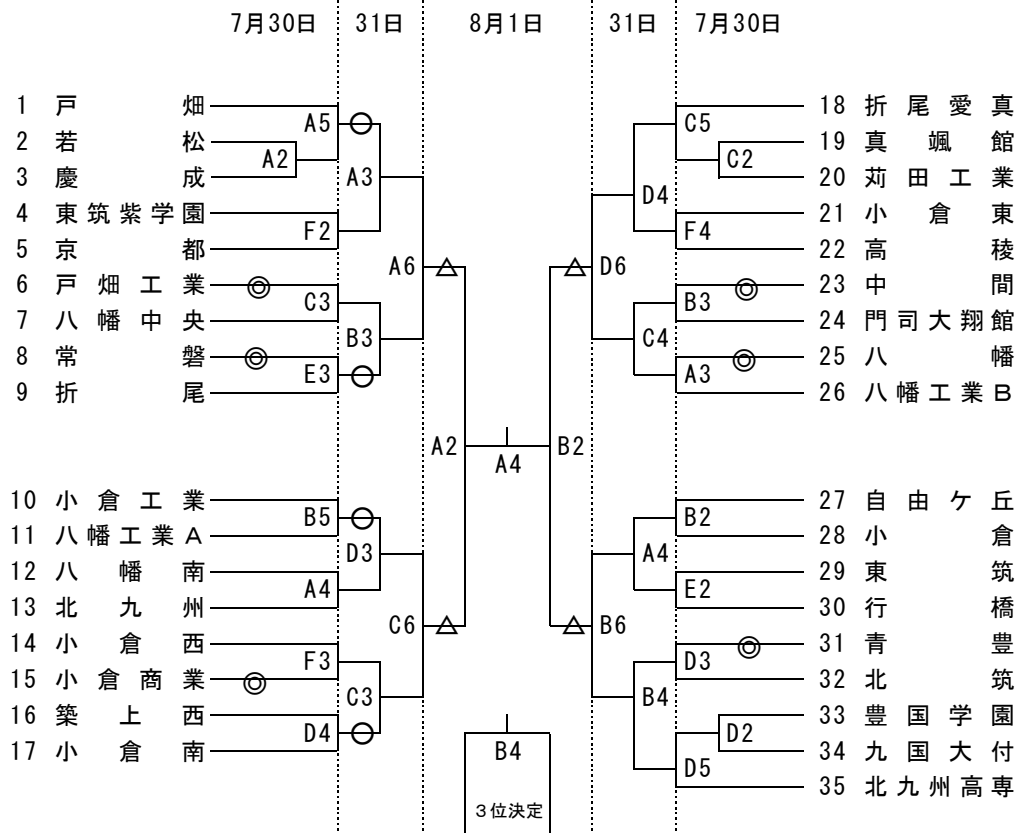 7月30日 31日 8月1日 31日 7月30日
1 戸畑
2 若松
3 慶成
4 東筑紫学園
5 京都
6 戸畑工業 ◎
7 八幡中央
8 常磐 ◎
9 折尾
A5 ○
A2
A3
F2
A6 △
C3
B3
E3 ○
10 小倉工業
11 八幡工業A
12 八幡南
13 北九州
14 小倉西
15 小倉商業 ◎
16 築上西
17 小倉南
B5 ○
D3
A4
C6 △
F3
C3
D4 ○
A2
A4
B2
B4
3位決定
18 折尾愛真
19 真颯館
20 苅田工業
21 小倉東
22 高稜
23 中間 ◎
24 門司大翔館
25 八幡 ◎
26 八幡工業B
C5
C2
D4
F4
△ D6
B3
C4
A3
27 自由ケ丘
28 小倉
29 東筑
30 行橋
31 青豊 ◎
32 北筑
33 豊国学園
34 九国大付
35 北九州高専
B2
A4
E2
△ B6
D3
B4
D2
D5